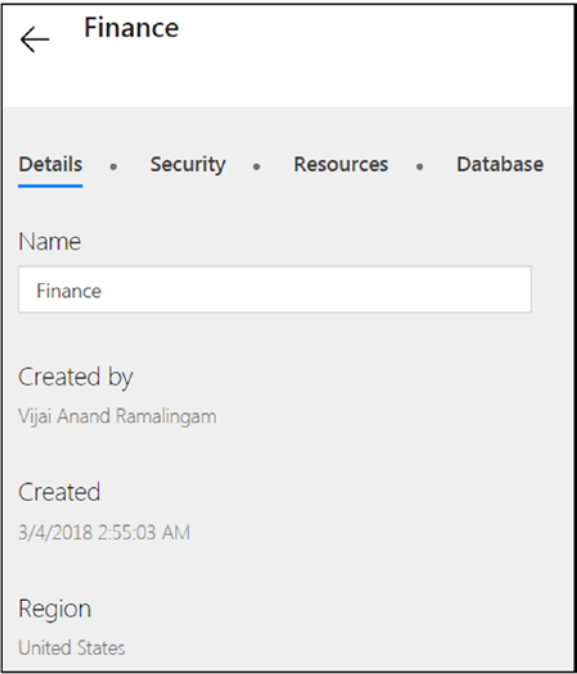 Finance
Details • Security • Resources • Database
Name
Finance
Created by
Vijai Anand Ramalingam
Created
3/4/2018 2:55:03 AM
Region
United States